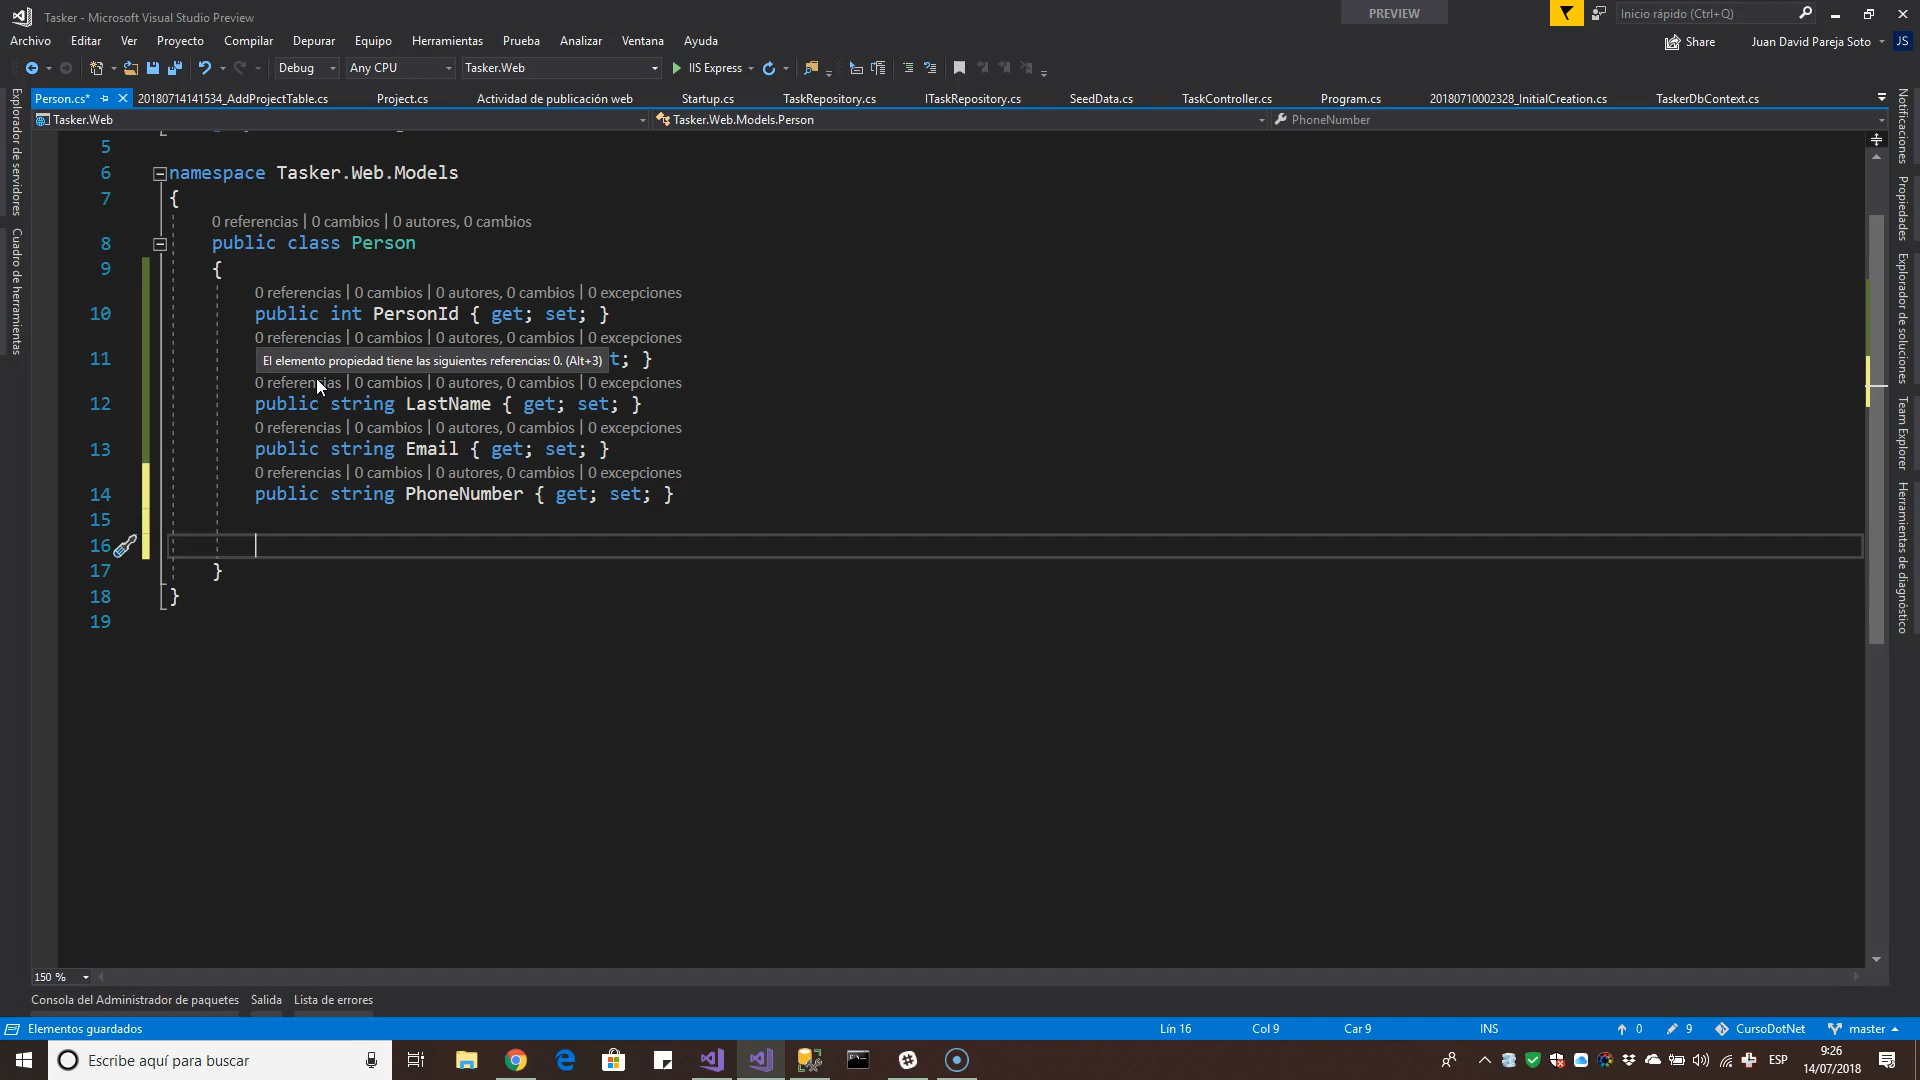 Tasker - Microsoft Visual Studio Preview
PREVIEW
Inicio rápido (Ctrl+Q)
Archivo Editar Ver Proyecto Compilar Depurar Equipo Herramientas Prueba Analizar Ventana Ayuda
Share
Juan David Pareja Soto
JS
Debug
Any CPU
Tasker.Web
IIS Express
Person.cs* 20180714141534_AddProjectTable.cs Project.cs Actividad de publicación web Startup.cs TaskRepository.cs ITaskRepository.cs SeedData.cs TaskController.cs Program.cs 20180710002328_InitialCreation.cs TaskerDbContext.cs
Tasker.Web
Tasker.Web.Models.Person
PhoneNumber
Explorador de servidores
Cuadro de herramientas
5
6 namespace Tasker.Web.Models
7 {
0 referencias | 0 cambios | 0 autores, 0 cambios
8 public class Person
9 {
0 referencias | 0 cambios | 0 autores, 0 cambios | 0 excepciones
10 public int PersonId { get; set; }
0 referencias | 0 cambios | 0 autores, 0 cambios | 0 excepciones
11 t; }
El elemento propiedad tiene las siguientes referencias: 0. (Alt+3)
0 referencias | 0 cambios | 0 autores, 0 cambios | 0 excepciones
12 public string LastName { get; set; }
0 referencias | 0 cambios | 0 autores, 0 cambios | 0 excepciones
13 public string Email { get; set; }
0 referencias | 0 cambios | 0 autores, 0 cambios | 0 excepciones
14 public string PhoneNumber { get; set; }
15
16
17 }
18 }
19
Notificaciones
Propiedades
Explorador de soluciones
Team Explorer
Herramientas de diagnóstico
150 %
Consola del Administrador de paquetes Salida Lista de errores
Elementos guardados
Lín 16 Col 9 Car 9 INS
0
9
CursoDotNet
master
Escribe aquí para buscar
ESP
9:26
14/07/2018